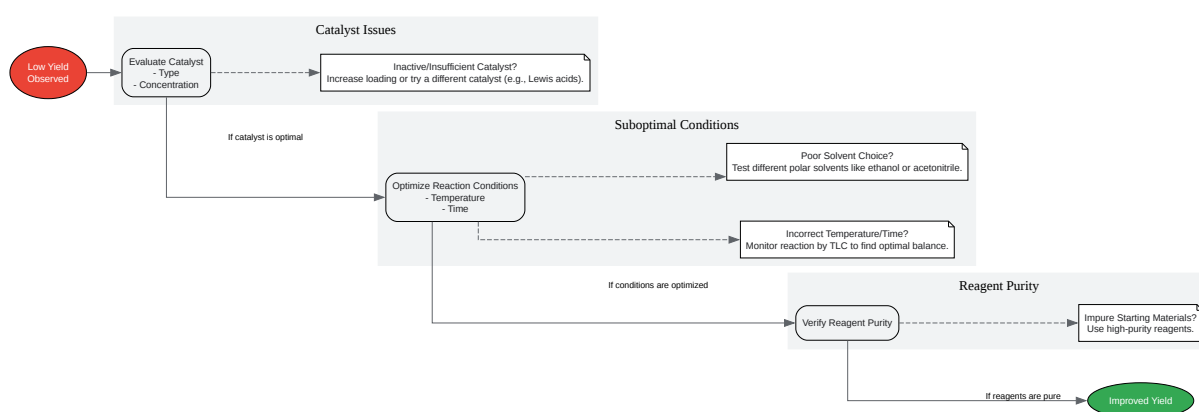 Catalyst Issues
Low Yield
Observed
Evaluate Catalyst
- Type
- Concentration
Inactive/Insufficient Catalyst?
Increase loading or try a different catalyst (e.g., Lewis acids).
If catalyst is optimal
Suboptimal Conditions
Optimize Reaction Conditions
- Temperature
- Time
Poor Solvent Choice?
Test different polar solvents like ethanol or acetonitrile.
Incorrect Temperature/Time?
Monitor reaction by TLC to find optimal balance.
If conditions are optimized
Reagent Purity
Verify Reagent Purity
Impure Starting Materials?
Use high-purity reagents.
If reagents are pure
Improved Yield